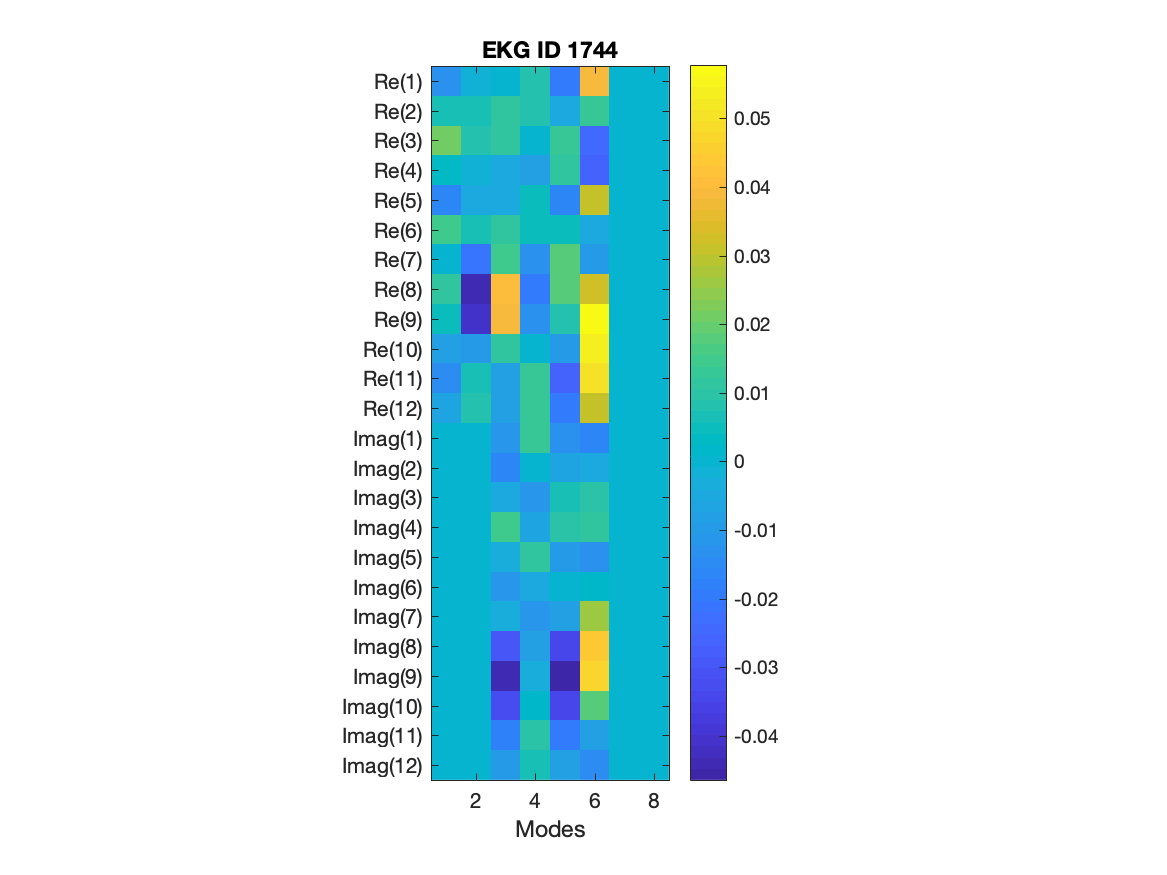 EKG ID 1744
Re(1)
Re(2)
Re(3)
Re(4)
Re(5)
Re(6)
Re(7)
Re(8)
Re(9)
Re(10)
Re(11)
Re(12)
Imag(1)
Imag(2)
Imag(3)
Imag(4)
Imag(5)
Imag(6)
Imag(7)
Imag(8)
Imag(9)
Imag(10)
Imag(11)
Imag(12)
2 4 6 8
Modes
0.05
0.04
0.03
0.02
0.01
0
-0.01
-0.02
-0.03
-0.04